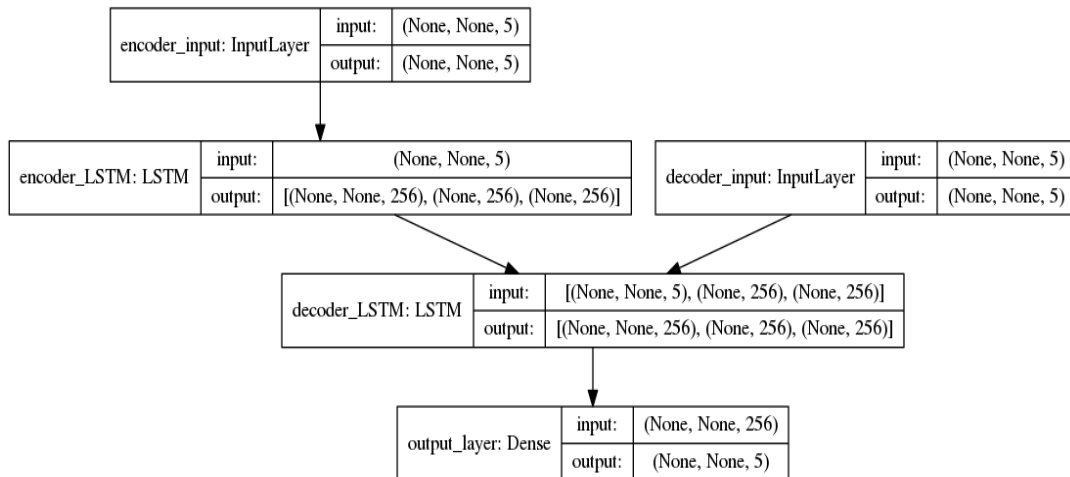 encoder_input: InputLayer
input: (None, None, 5)
output: (None, None, 5)
encoder_LSTM: LSTM
input: (None, None, 5)
output: [(None, None, 256), (None, 256), (None, 256)]
decoder_input: InputLayer
input: (None, None, 5)
output: (None, None, 5)
decoder_LSTM: LSTM
input: [(None, None, 5), (None, 256), (None, 256)]
output: [(None, None, 256), (None, 256), (None, 256)]
output_layer: Dense
input: (None, None, 256)
output: (None, None, 5)